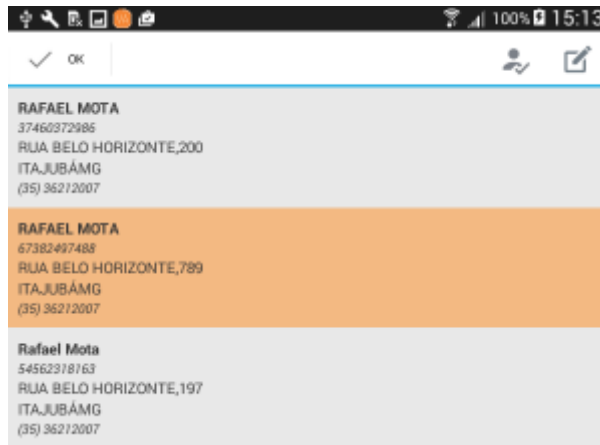 100% 15:13
OK
RAFAEL MOTA
37460372986
RUA BELO HORIZONTE,200
ITAJUBÁMG
(35) 36212007
RAFAEL MOTA
67382497488
RUA BELO HORIZONTE,789
ITAJUBÁMG
(35) 36212007
Rafael Mota
54562318163
RUA BELO HORIZONTE,197
ITAJUBÁMG
(35) 36212007